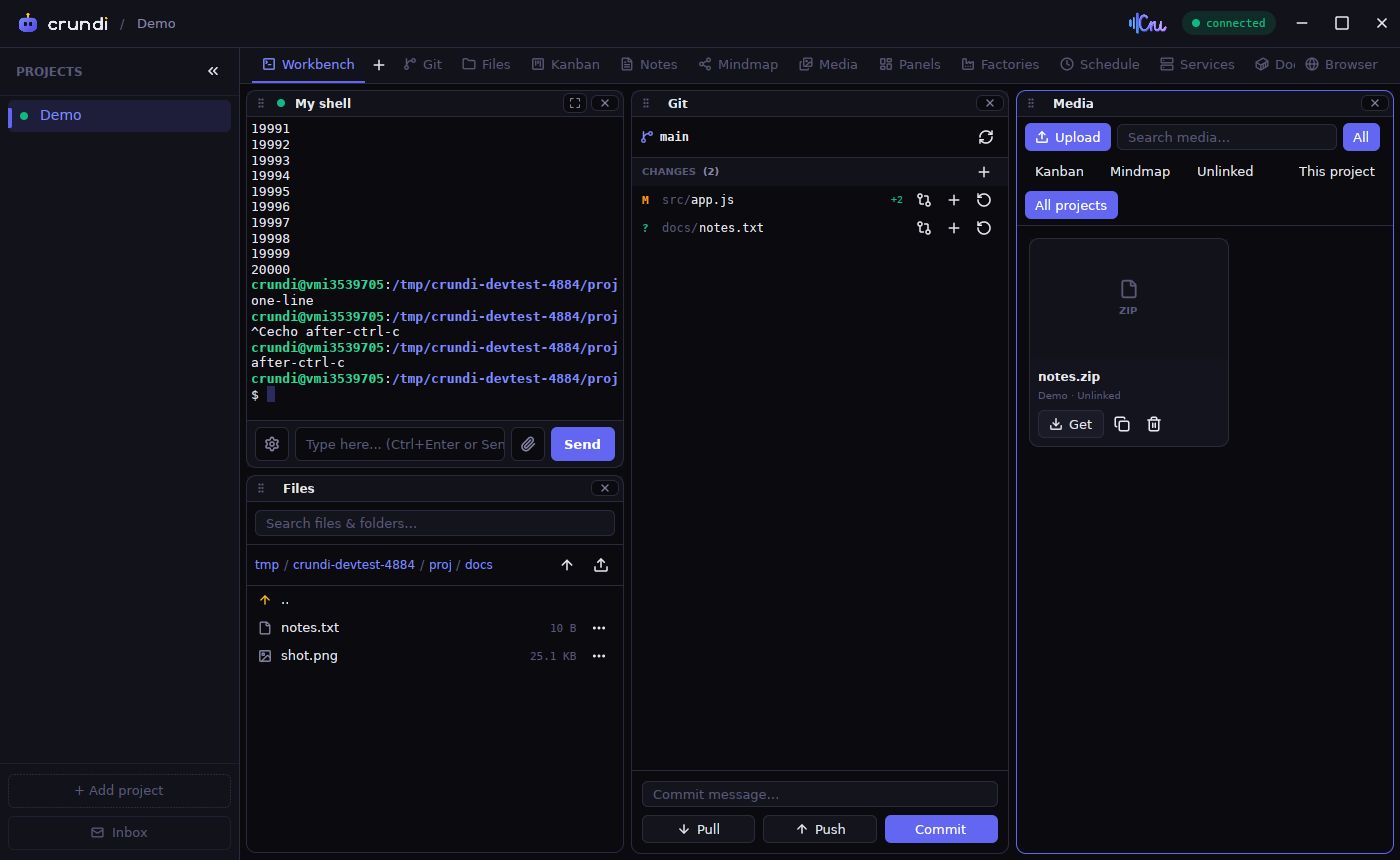 crundi / Demo
Cru
connected
PROJECTS
Demo
+ Add project
Inbox
Workbench
Git
Files
Kanban
Notes
Mindmap
Media
Panels
Factories
Schedule
Services
Browser
My shell
19991
19992
19993
19994
19995
19996
19997
19998
19999
20000
crundi@vmi3539705:/tmp/crundi-devtest-4884/proj
one-line
crundi@vmi3539705:/tmp/crundi-devtest-4884/proj
^Cecho after-ctrl-c
crundi@vmi3539705:/tmp/crundi-devtest-4884/proj
after-ctrl-c
crundi@vmi3539705:/tmp/crundi-devtest-4884/proj
$
Type here... (Ctrl+Enter or Sen
Send
Files
Search files & folders...
tmp / crundi-devtest-4884 / proj / docs
..
notes.txt 10 B
shot.png 25.1 KB
Git
main
CHANGES (2)
M src/app.js +2
? docs/notes.txt
Commit message...
Pull
Push
Commit
Media
Upload
Search media...
All
Kanban
Mindmap
Unlinked
This project
All projects
ZIP
notes.zip
Demo · Unlinked
Get